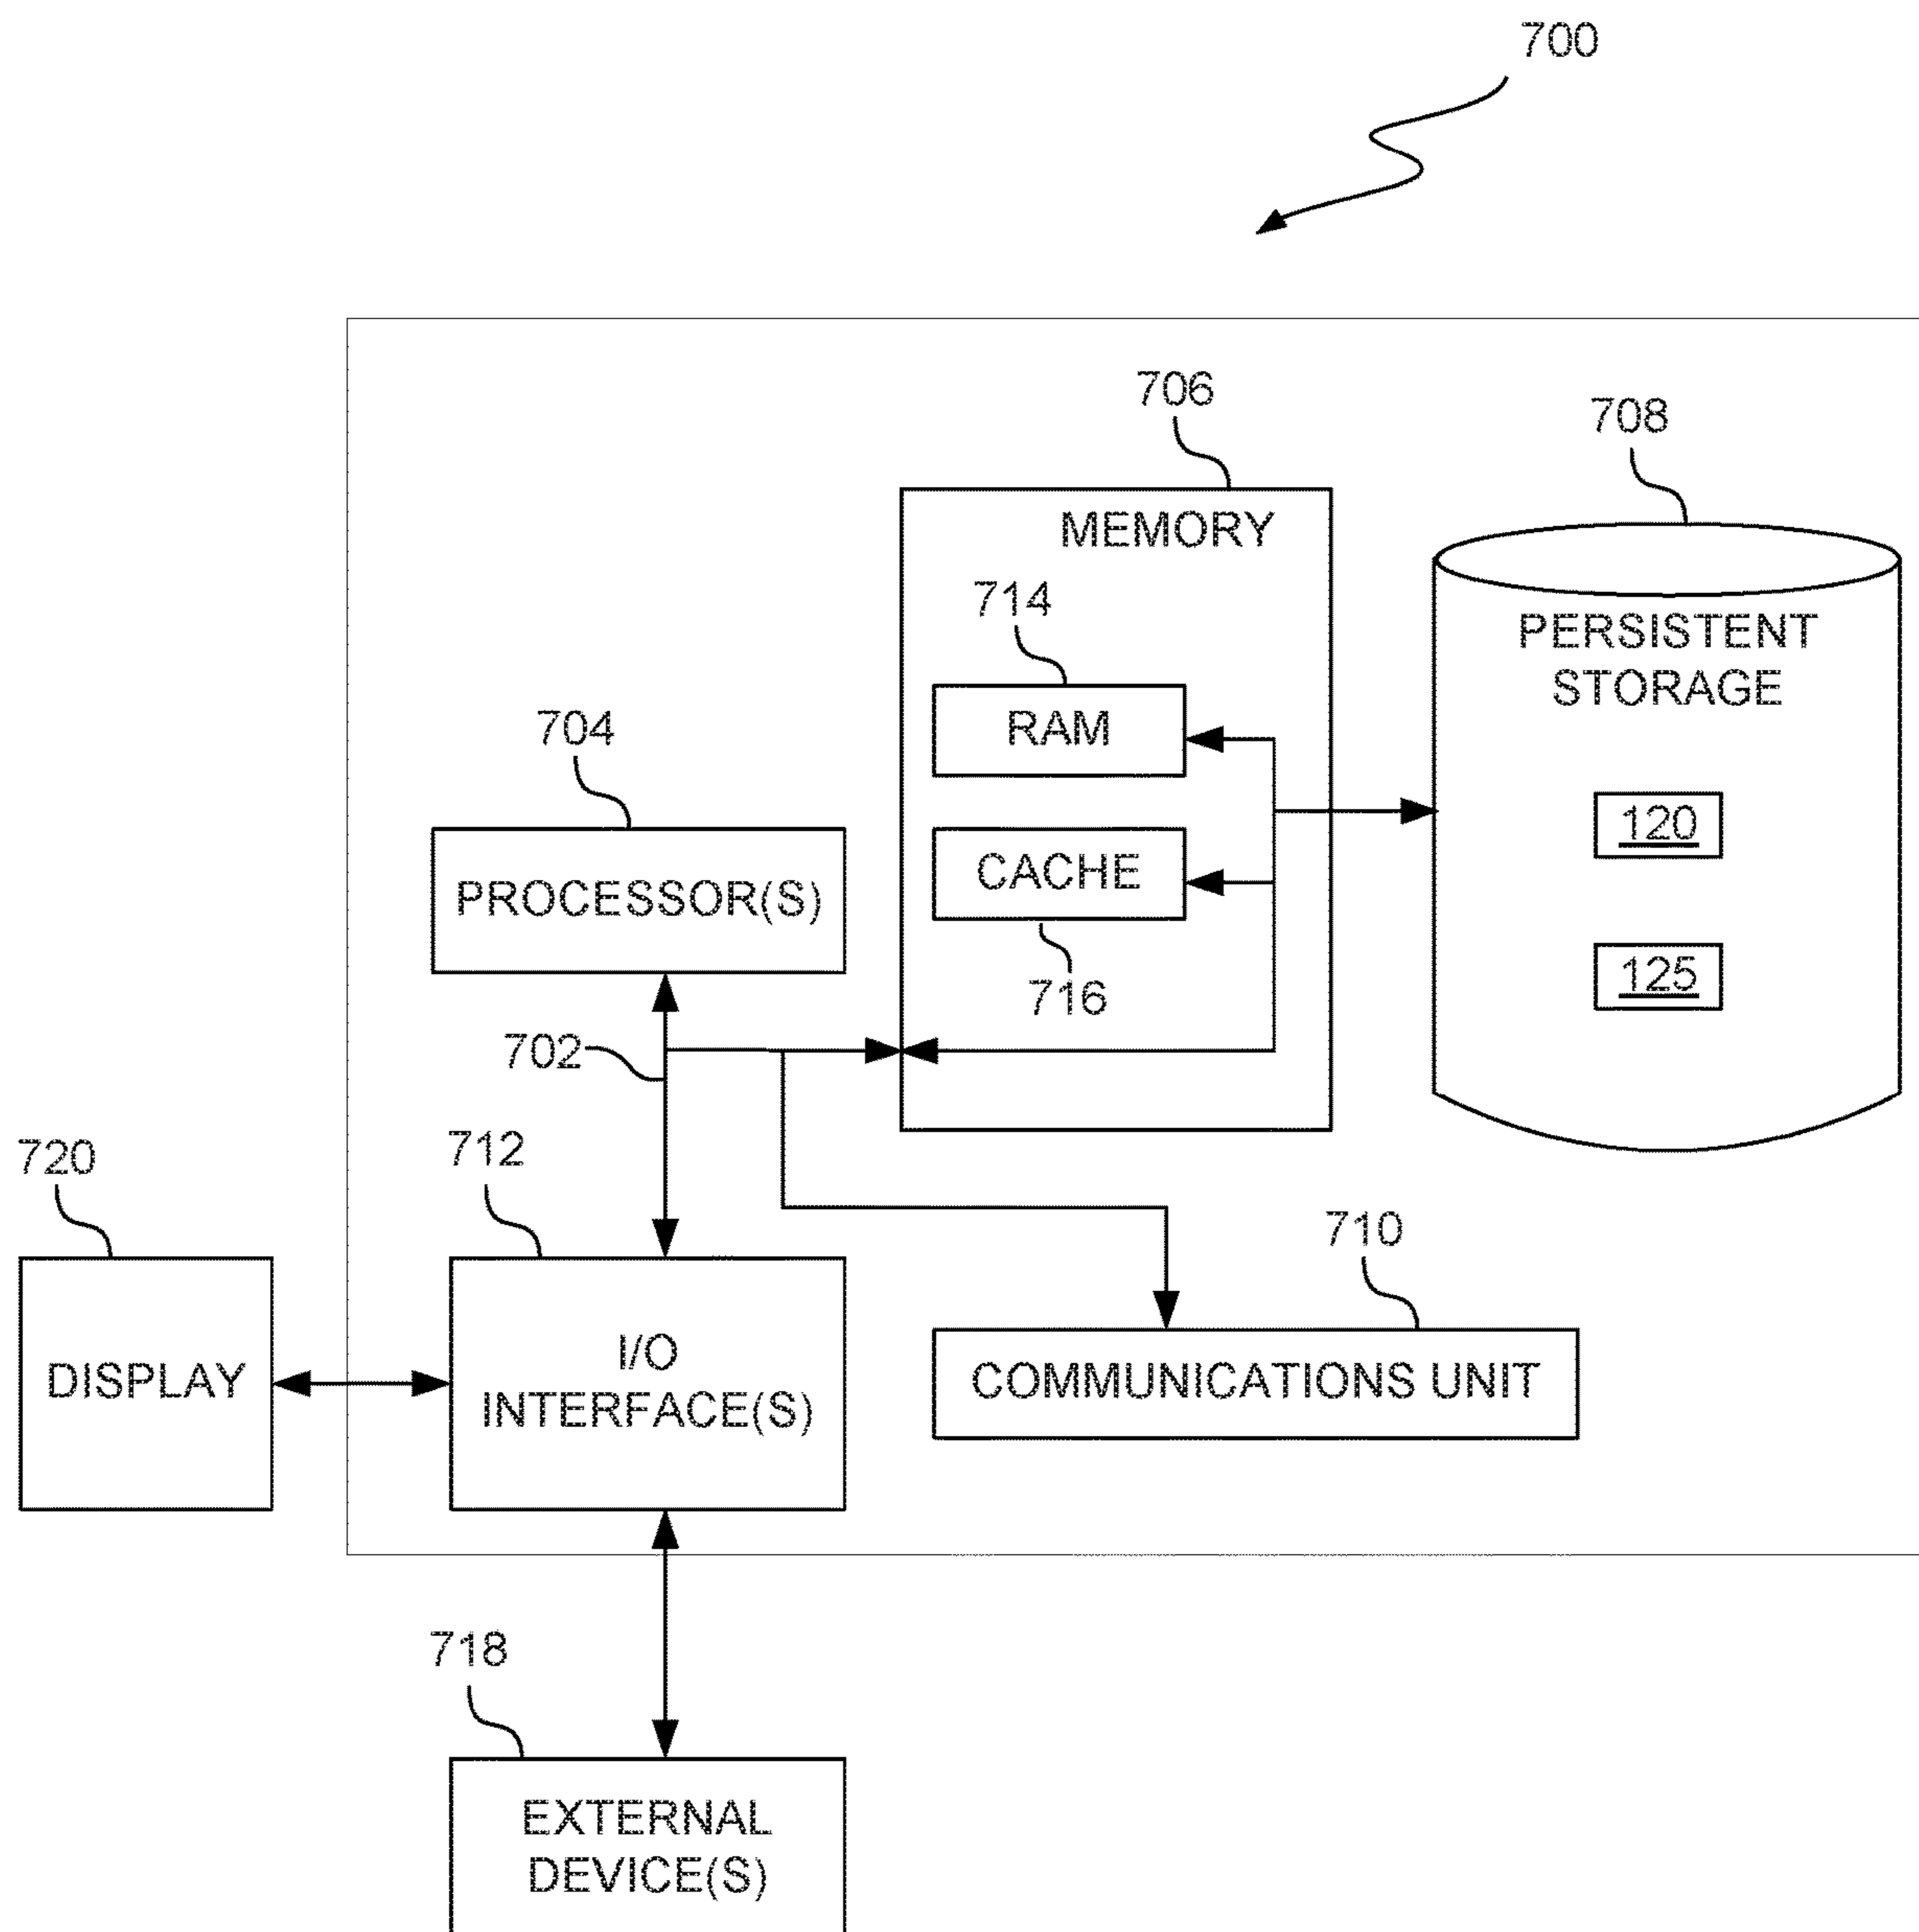 700
706
708
MEMORY
714
PERSISTENT
STORAGE
704
RAM
120
CACHE
PROCESSOR(S)
125
716
702
720
712
710
I/O
INTERFACE(S)
DISPLAY
COMMUNICATIONS UNIT
718
EXTERNAL
DEVICE(S)